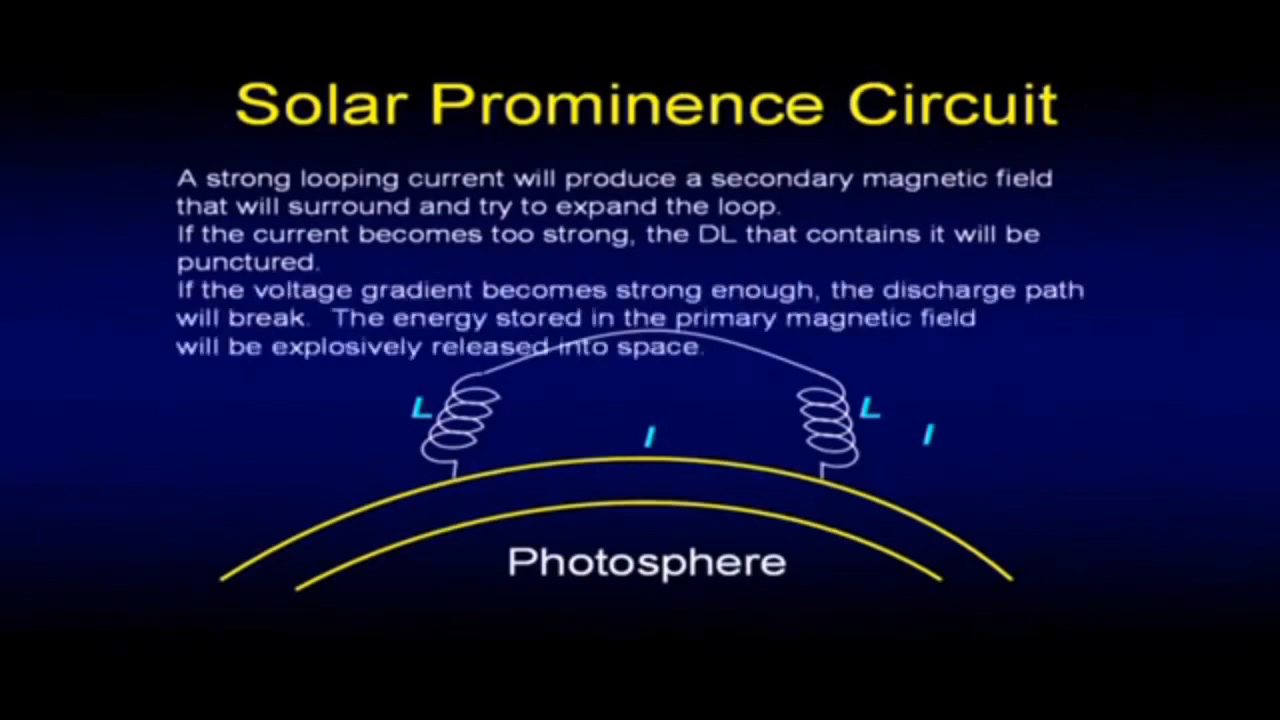 Solar Prominence Circuit
A strong looping current will produce a secondary magnetic field
that will surround and try to expand the loop.
If the current becomes too strong, the DL that contains it will be
punctured.
If the voltage gradient becomes strong enough, the discharge path
will break. The energy stored in the primary magnetic field
will be explosively released into space.
L
L
I
I
Photosphere